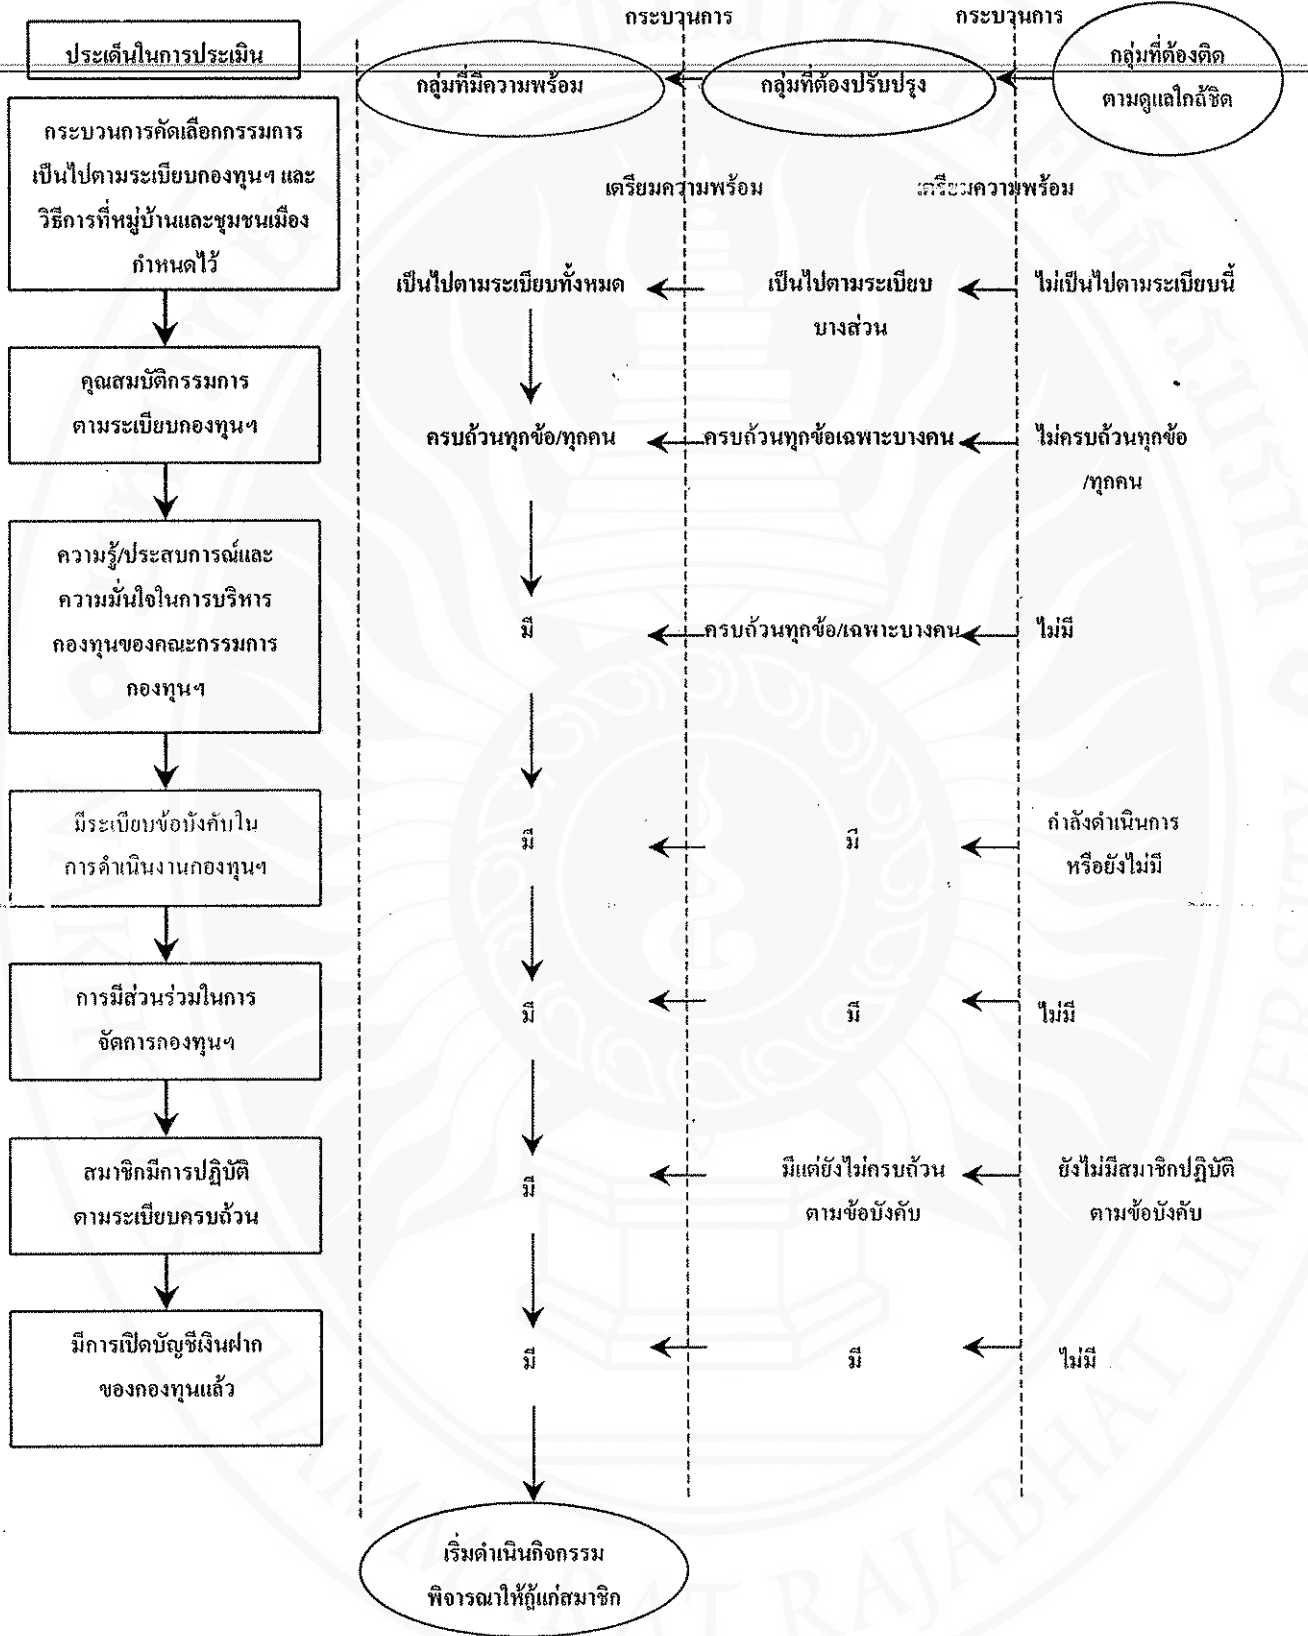 กระบวนการ
กระบวนการ
ประเด็นในการประเมิน
กลุ่มที่มีความพร้อม
กลุ่มที่ต้องปรับปรุง
กลุ่มที่ต้องติด
ตามดูแลใกล้ชิด
เตรียมความพร้อม
เตรียมความพร้อม
กระบวนการคัดเลือกกรรมการ
เป็นไปตามระเบียบกองทุนฯ และ
วิธีการที่หมู่บ้านและชุมชนเมือง
กำหนดไว้
เป็นไปตามระเบียบทั้งหมด
เป็นไปตามระเบียบ
บางส่วน
ไม่เป็นไปตามระเบียบนี้
คุณสมบัติกรรมการ
ตามระเบียบกองทุนฯ
ครบถ้วนทุกข้อ/ทุกคน
ครบถ้วนทุกข้อเฉพาะบางคน
ไม่ครบถ้วนทุกข้อ
/ทุกคน
ความรู้/ประสบการณ์และ
ความมั่นใจในการบริหาร
กองทุนของคณะกรรมการ
กองทุนฯ
มี
ครบถ้วนทุกข้อ/เฉพาะบางคน
ไม่มี
มีระเบียบข้อบังคับใน
การดำเนินงานกองทุนฯ
มี
มี
กำลังดำเนินการ
หรือยังไม่มี
การมีส่วนร่วมในการ
จัดการกองทุนฯ
มี
มี
ไม่มี
สมาชิกมีการปฏิบัติ
ตามระเบียบครบถ้วน
มี
มีแต่ยังไม่ครบถ้วน
ตามข้อบังคับ
ยังไม่มีสมาชิกปฏิบัติ
ตามข้อบังคับ
มีการเปิดบัญชีเงินฝาก
ของกองทุนแล้ว
มี
มี
ไม่มี
เริ่มดำเนินกิจกรรม
พิจารณาให้กู้แก่สมาชิก